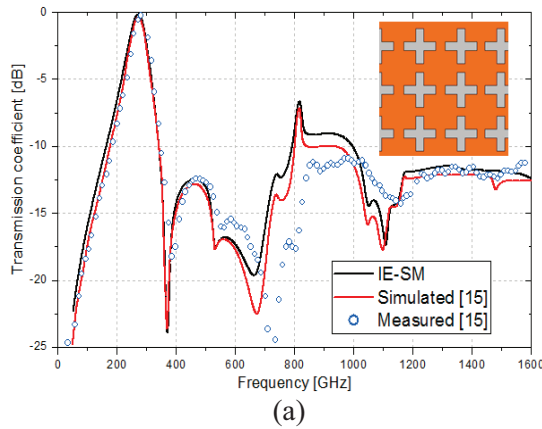 Transmission coefficient [dB]
0
-5
-10
-15
-20
-25
0
200
400
600
800
1000
1200
1400
1600
Frequency [GHz]
IE-SM
Simulated [15]
Measured [15]
(a)